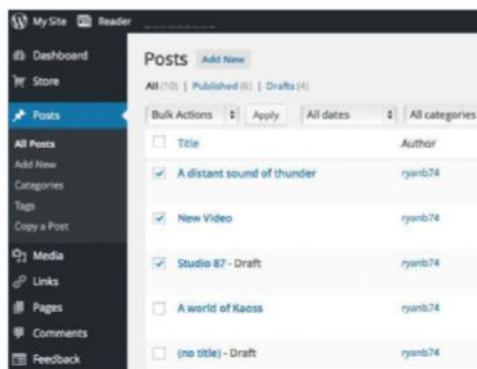 My Site Reader
Dashboard
Store
Posts
All Posts
Add New
Categories
Tags
Copy a Post
Media
Links
Pages
Comments
Feedback
Posts Add New
All (10) | Published (6) | Drafts (4)
Bulk Actions Apply All dates All categories
Title Author
A distant sound of thunder ryanb74
New Video ryanb74
Studio 87 - Draft ryanb74
A world of Kaoss ryanb74
(no title) - Draft ryanb74